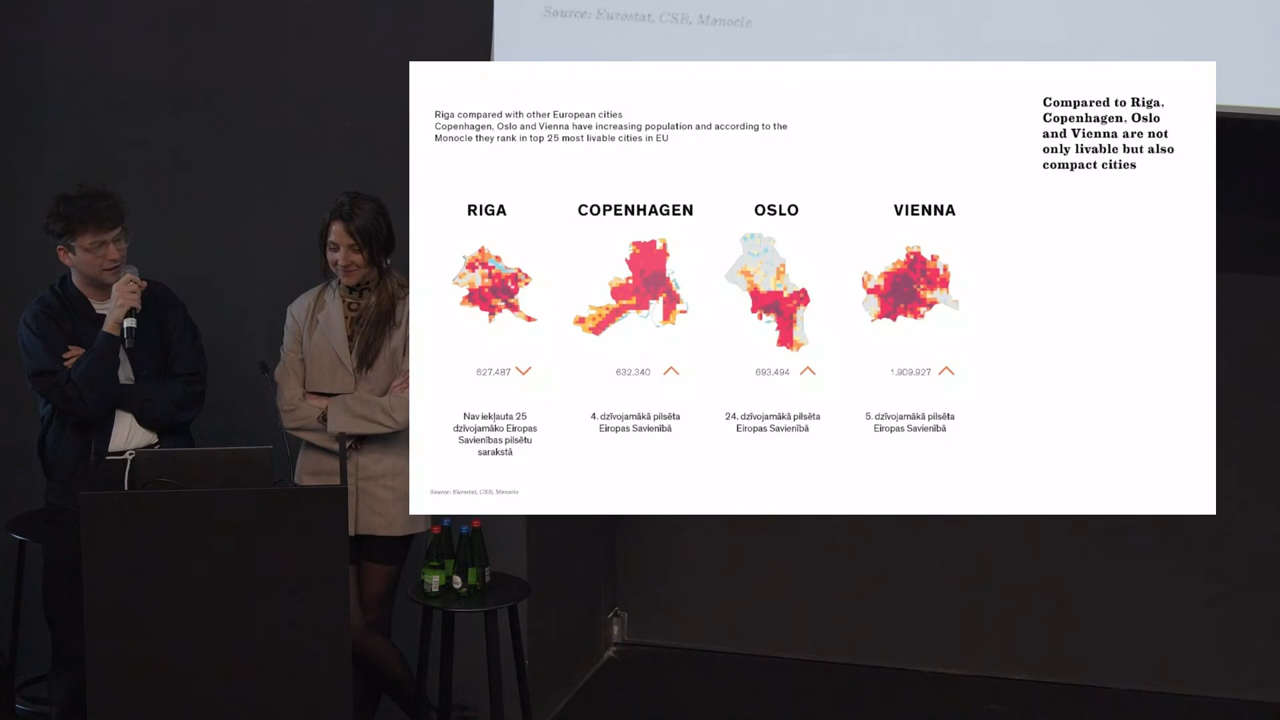 Source: Eurostat, CSB, Monocle
Riga compared with other European cities
Copenhagen, Oslo and Vienna have increasing population and according to the
Monocle they rank in top 25 most livable cities in EU
Compared to Riga,
Copenhagen, Oslo
and Vienna are not
only livable but also
compact cities
RIGA
COPENHAGEN
OSLO
VIENNA
627.487
632.340
693.494
1.909.927
Nav iekļauta 25
dzīvojamāko Eiropas
Savienības pilsētu
sarakstā
4. dzīvojamākā pilsēta
Eiropas Savienībā
24. dzīvojamākā pilsēta
Eiropas Savienībā
5. dzīvojamākā pilsēta
Eiropas Savienībā
Source: Eurostat, CSB, Monocle